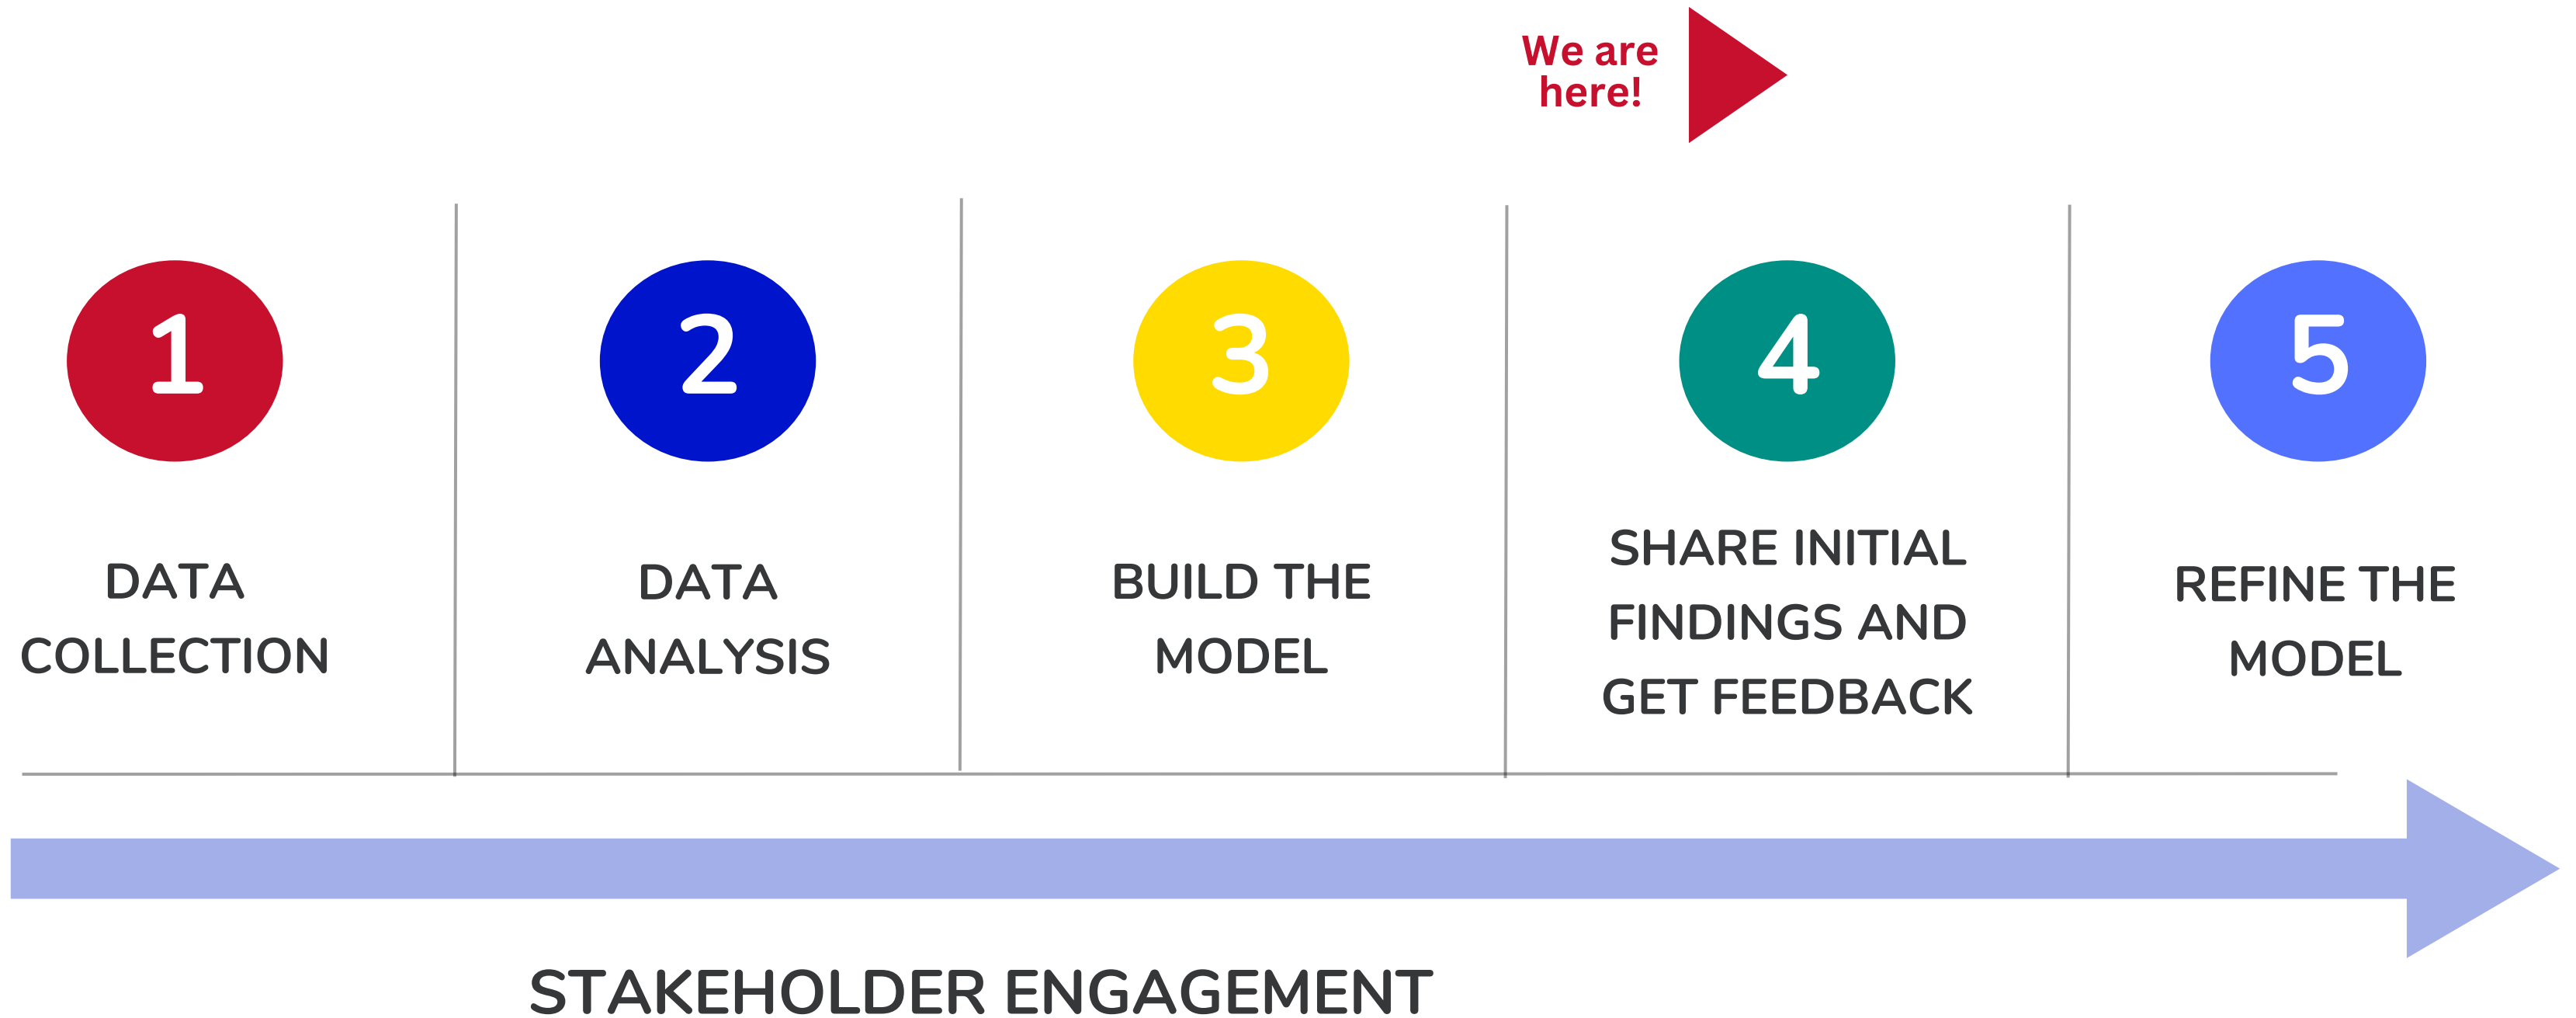 We are
here!
1
2
3
4
5
DATA
COLLECTION
DATA
ANALYSIS
BUILD THE
MODEL
SHARE INITIAL
FINDINGS AND
GET FEEDBACK
REFINE THE
MODEL
STAKEHOLDER ENGAGEMENT